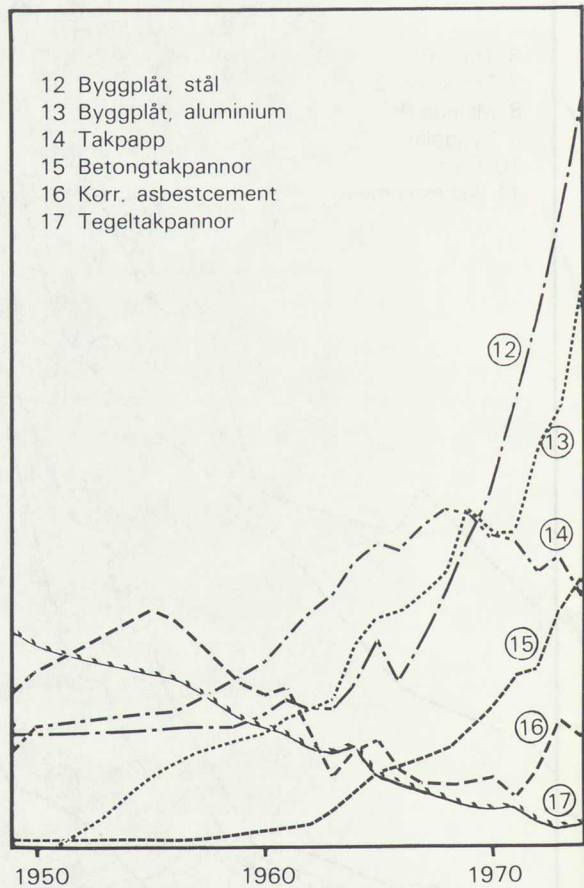 12 Byggplåt, stål
13 Byggplåt, aluminium
14 Takpapp
15 Betongtakpannor
16 Korr. asbestcement
17 Tegeltakpannor
12
13
14
15
16
17
1950 1960 1970